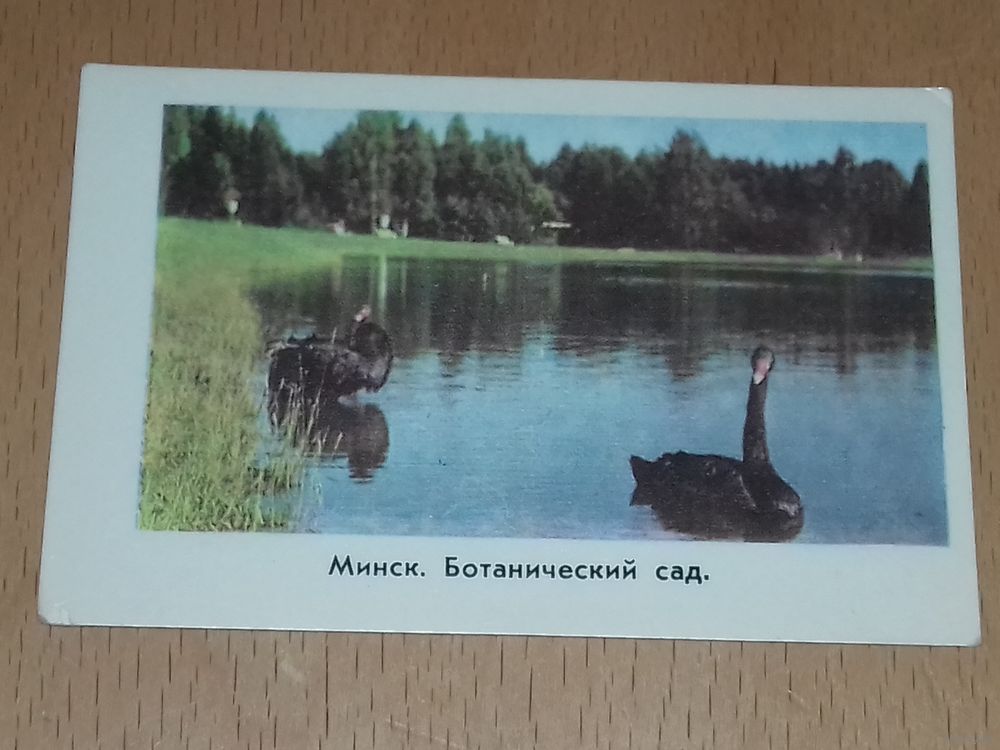 Минск. Ботанический сад.